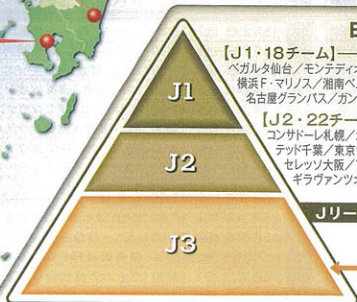 【J1・18チーム】
ベガルタ仙台／モンテディオ
横浜F・マリノス／湘南ベ
名古屋グランパス／ガン
【J2・22チー
コンサドーレ札幌／
テッド千葉／東京
セレッソ大阪／
ギラヴァンツ
Jリー
J1
J2
J3